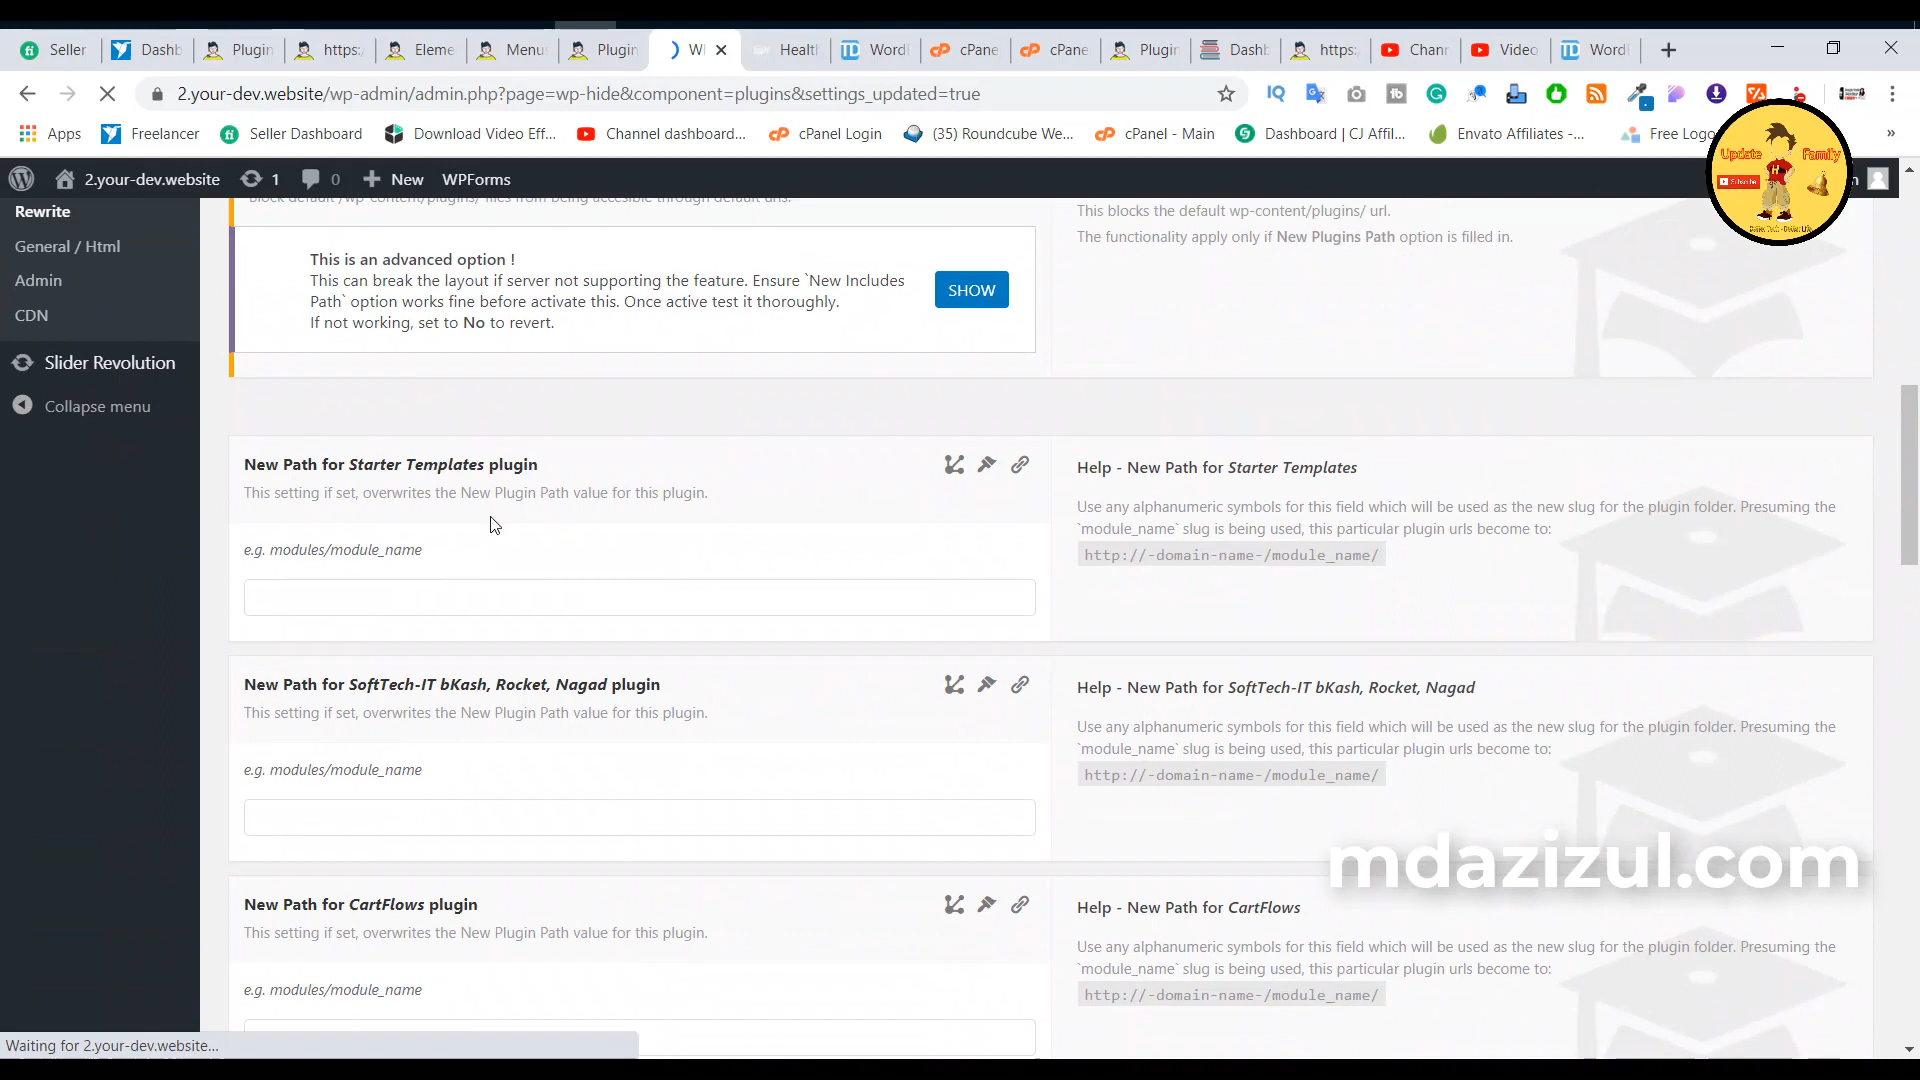 Seller
Dashb
Plugin
https:
Eleme
Menu
Plugin
W
Healt
Word
cPane
cPane
Plugin
Dashb
https:
Chan
Video
Word
2.your-dev.website/wp-admin/admin.php?page=wp-hide&component=plugins&settings_updated=true
Apps
Freelancer
Seller Dashboard
Download Video Eff...
Channel dashboard...
cPanel Login
(35) Roundcube We...
cPanel - Main
Dashboard | CJ Affil...
Envato Affiliates -...
Free Logo
»
Update Family
Subscribe
2.your-dev.website
1
0
New
WPForms
n
Rewrite
General / Html
Admin
CDN
Slider Revolution
Collapse menu
Block default /wp-content/plugins/ files from being accesible through default urls.
This is an advanced option !
This can break the layout if server not supporting the feature. Ensure `New Includes
Path` option works fine before activate this. Once active test it thoroughly.
If not working, set to No to revert.
SHOW
This blocks the default wp-content/plugins/ url.
The functionality apply only if New Plugins Path option is filled in.
New Path for Starter Templates plugin
This setting if set, overwrites the New Plugin Path value for this plugin.
e.g. modules/module_name
Help - New Path for Starter Templates
Use any alphanumeric symbols for this field which will be used as the new slug for the plugin folder. Presuming the
`module_name` slug is being used, this particular plugin urls become to:
http://-domain-name-/module_name/
New Path for SoftTech-IT bKash, Rocket, Nagad plugin
This setting if set, overwrites the New Plugin Path value for this plugin.
e.g. modules/module_name
Help - New Path for SoftTech-IT bKash, Rocket, Nagad
Use any alphanumeric symbols for this field which will be used as the new slug for the plugin folder. Presuming the
`module_name` slug is being used, this particular plugin urls become to:
http://-domain-name-/module_name/
mdazizul.com
New Path for CartFlows plugin
This setting if set, overwrites the New Plugin Path value for this plugin.
e.g. modules/module_name
Help - New Path for CartFlows
Use any alphanumeric symbols for this field which will be used as the new slug for the plugin folder. Presuming the
`module_name` slug is being used, this particular plugin urls become to:
http://-domain-name-/module_name/
Waiting for 2.your-dev.website...